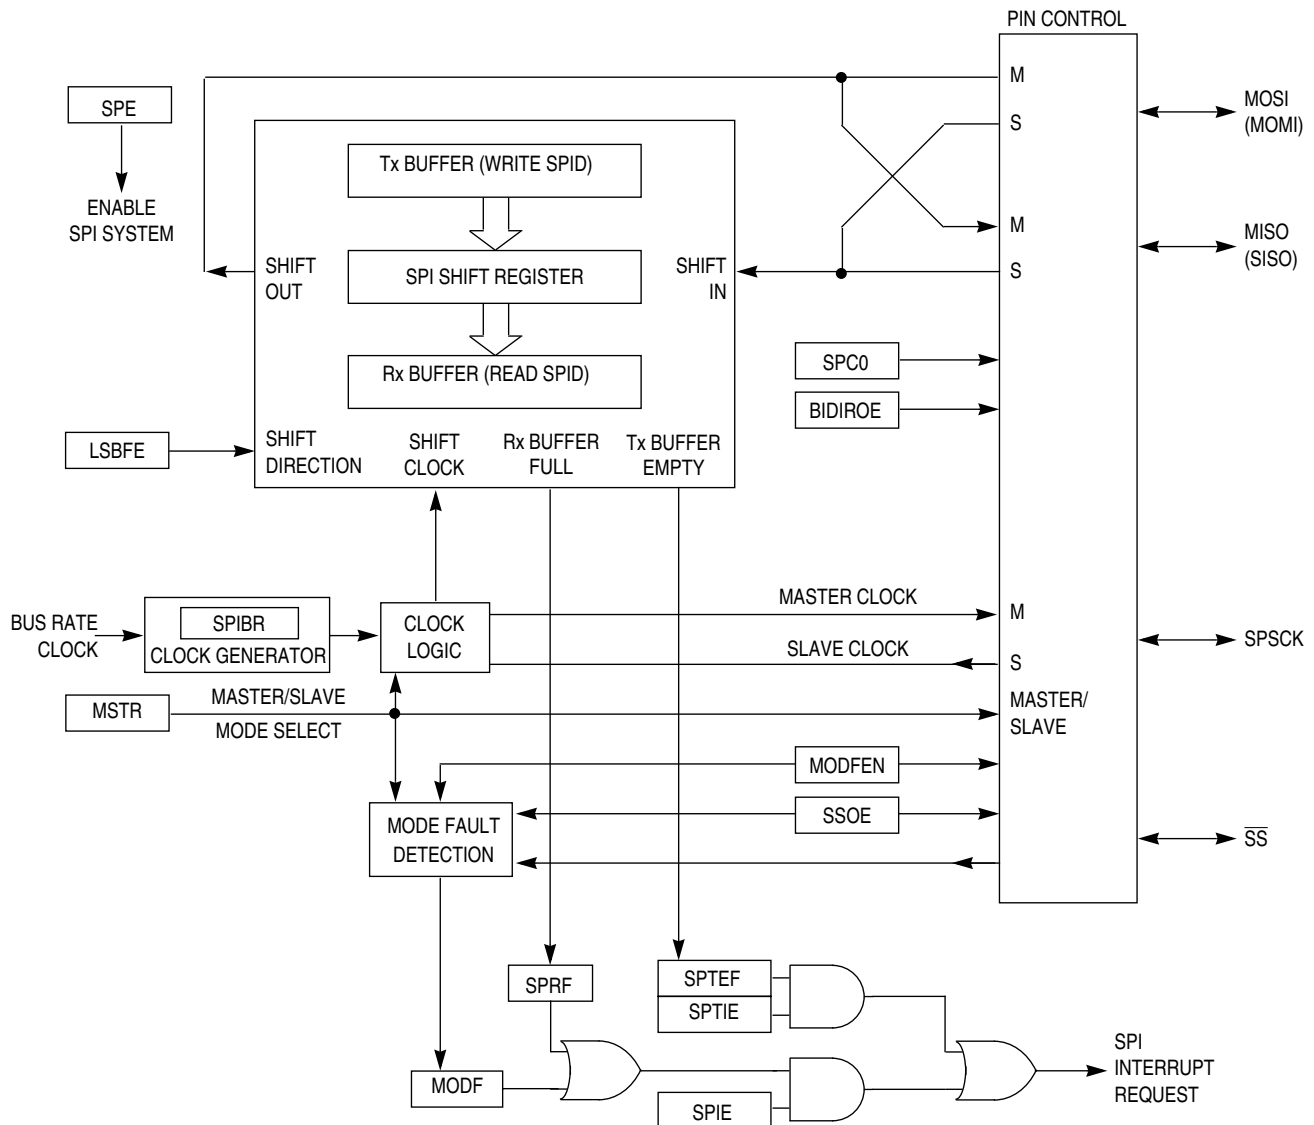 PIN CONTROL
M
SPE
MOSI
(MOMI)
S
Tx BUFFER (WRITE SPID)
ENABLE
SPI SYSTEM
M
MISO
(SISO)
SHIFT
OUT
SPI SHIFT REGISTER
SHIFT
IN
S
SPC0
Rx BUFFER (READ SPID)
BIDIROE
LSBFE
SHIFT
DIRECTION
SHIFT
CLOCK
Rx BUFFER
FULL
Tx BUFFER
EMPTY
BUS RATE
CLOCK
SPIBR
CLOCK GENERATOR
CLOCK
LOGIC
MASTER CLOCK
M
SLAVE CLOCK
S
SPSCK
MSTR
MASTER/SLAVE
MODE SELECT
MASTER/
SLAVE
MODFEN
SSOE
MODE FAULT
DETECTION
SS
SPRF
SPTEF
SPTIE
MODF
SPIE
SPI
INTERRUPT
REQUEST